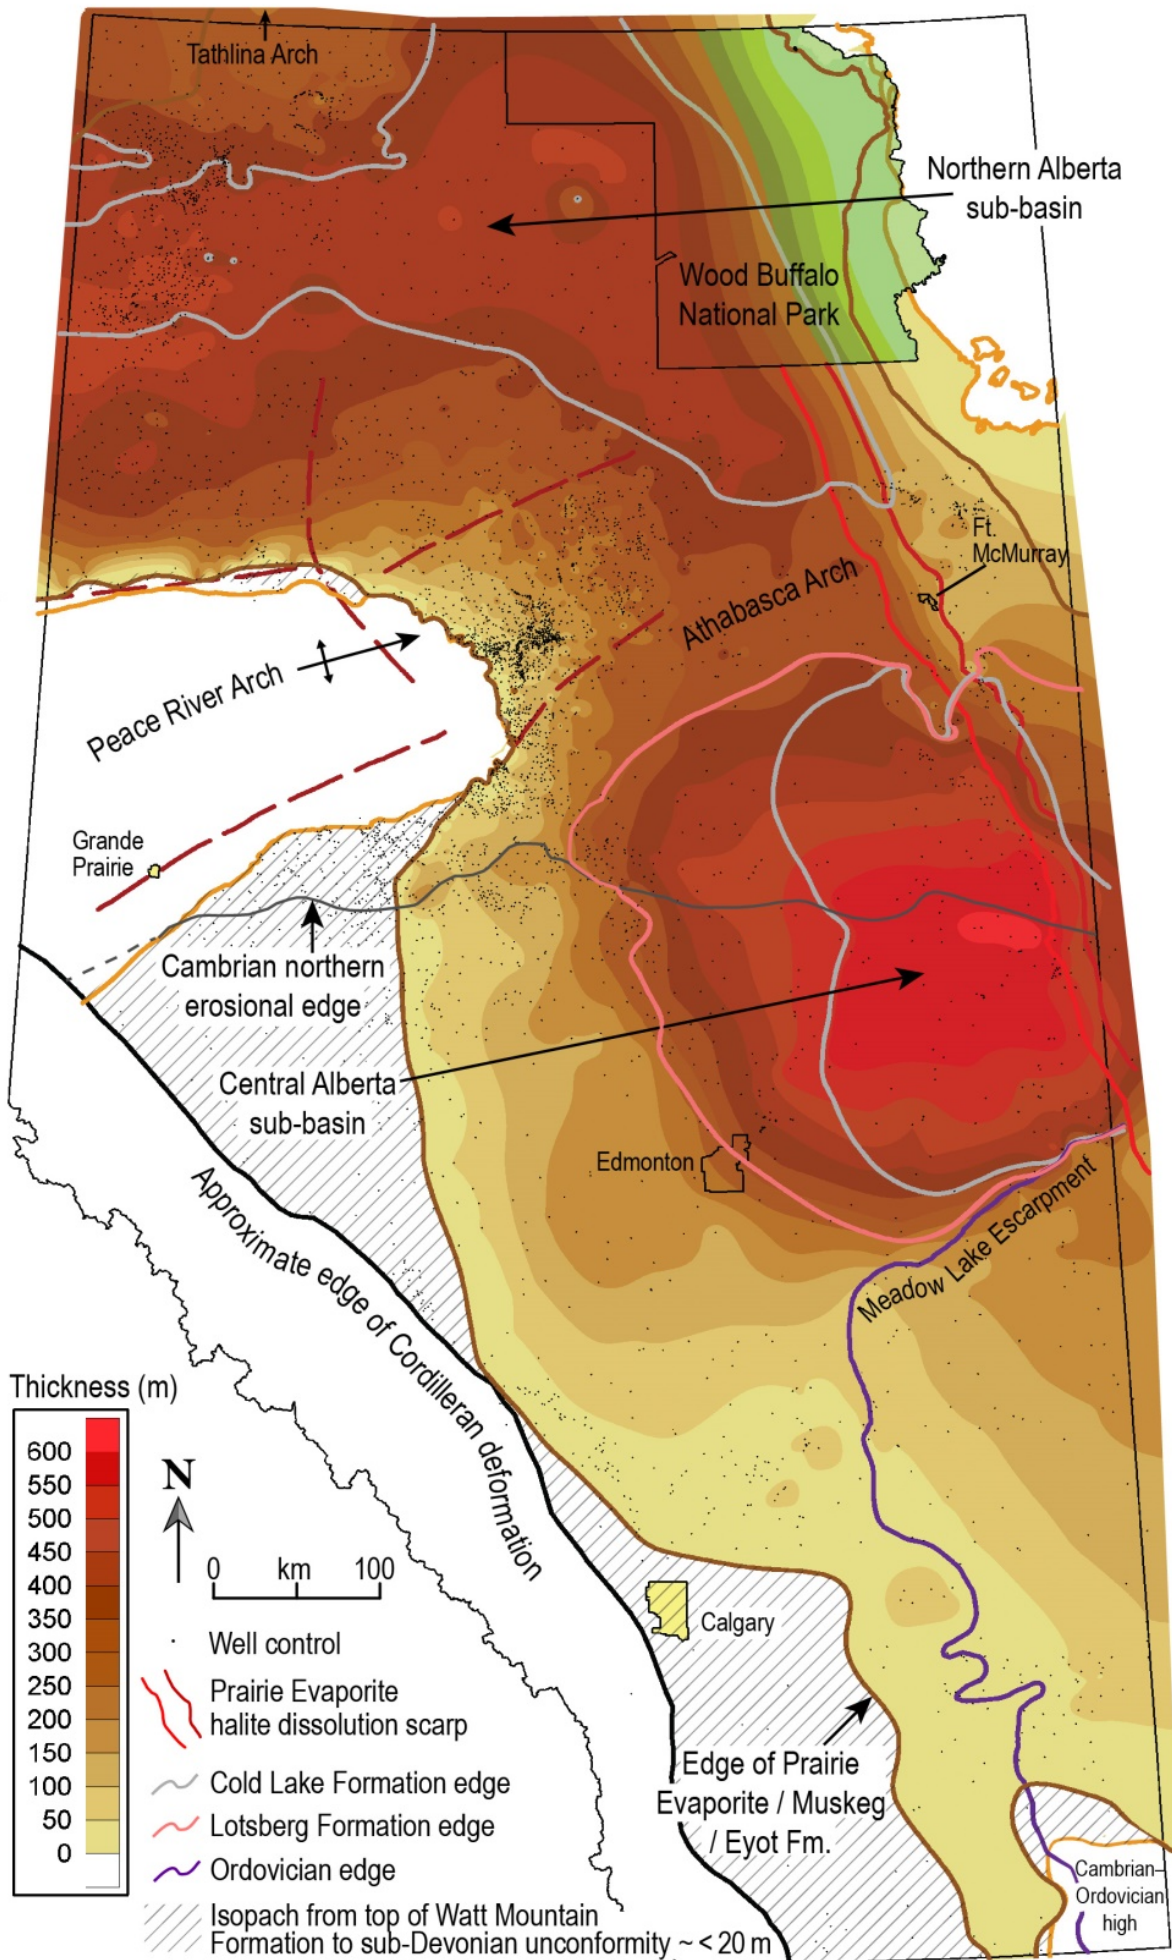 Tathlina Arch
Northern Alberta
sub-basin
Wood Buffalo
National Park
Ft.
McMurray
Athabasca Arch
Peace River Arch
Grande
Prairie
Cambrian northern
erosional edge
Central Alberta
sub-basin
Edmonton
Meadow Lake Escarpment
Approximate edge of Cordilleran deformation
Thickness (m)
600
550
500
450
400
350
300
250
200
150
100
50
0
N
0 km 100
Well control
Prairie Evaporite
halite dissolution scarp
Cold Lake Formation edge
Lotsberg Formation edge
Ordovician edge
Isopach from top of Watt Mountain
Formation to sub-Devonian unconformity ~ < 20 m
Calgary
Edge of Prairie
Evaporite / Muskeg
/ Eyot Fm.
Cambrian–
Ordovician
high